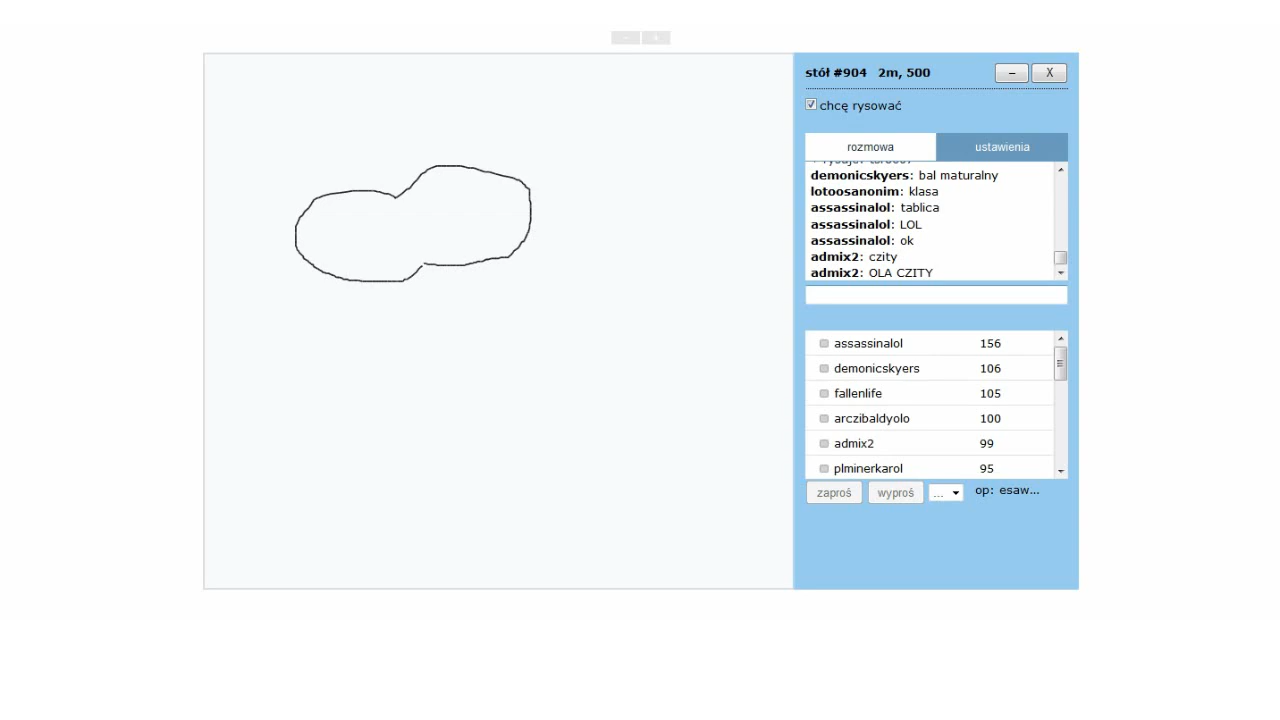 stół #904 2m, 500
– X
chcę rysować
rozmowa ustawienia
demonicskyers: bal maturalny
lotoosanonim: klasa
assassinalol: tablica
assassinalol: LOL
assassinalol: ok
admix2: czity
admix2: OLA CZITY
assassinalol 156
demonicskyers 106
fallenlife 105
arczibaldyolo 100
admix2 99
plminerkarol 95
zaproś wyproś ... op: esaw...